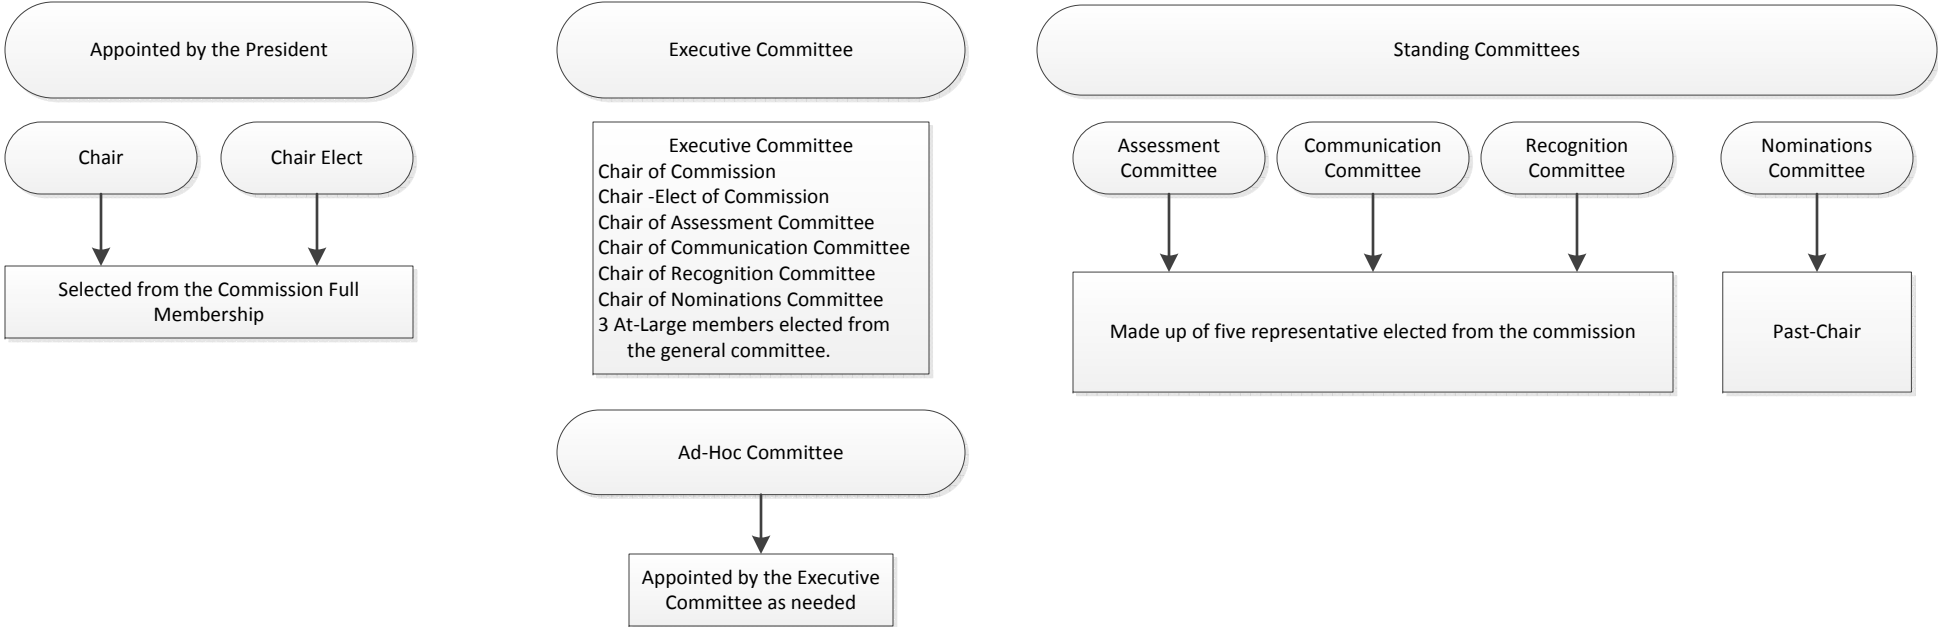 Appointed by the President
Chair
Chair Elect
Selected from the Commission Full
Membership
Executive Committee
Executive Committee
Chair of Commission
Chair -Elect of Commission
Chair of Assessment Committee
Chair of Communication Committee
Chair of Recognition Committee
Chair of Nominations Committee
3 At-Large members elected from
the general committee.
Ad-Hoc Committee
Appointed by the Executive
Committee as needed
Standing Committees
Assessment
Committee
Communication
Committee
Recognition
Committee
Nominations
Committee
Made up of five representative elected from the commission
Past-Chair